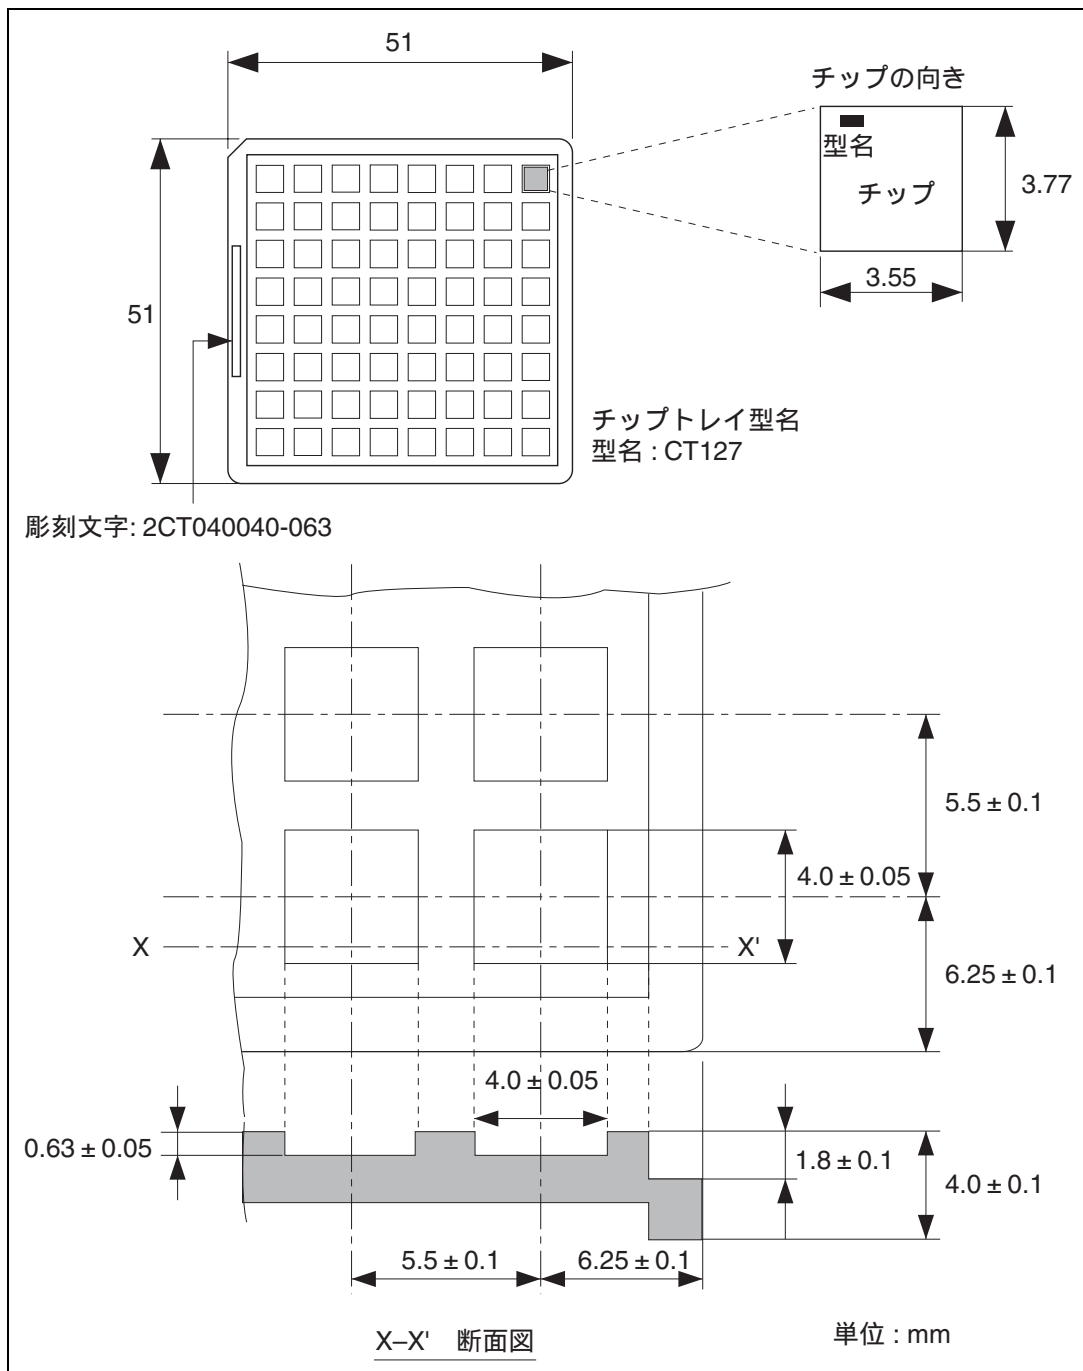 51
チップの向き
型名
チップ
3.77
3.55
51
チップトレイ型名
型名 : CT127
彫刻文字: 2CT040040-063
5.5 ± 0.1
4.0 ± 0.05
X
X'
6.25 ± 0.1
4.0 ± 0.05
0.63 ± 0.05
1.8 ± 0.1
4.0 ± 0.1
5.5 ± 0.1
6.25 ± 0.1
X–X' 断面図
単位 : mm